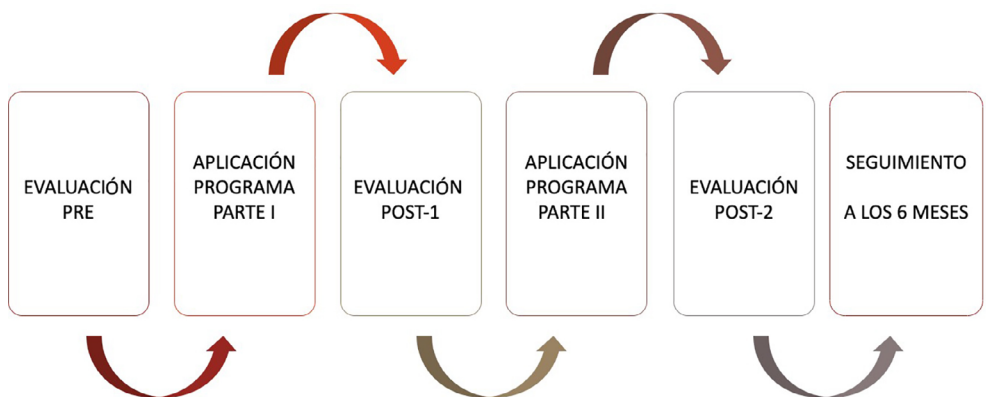 EVALUACIÓN
PRE
APLICACIÓN
PROGRAMA
PARTE I
EVALUACIÓN
POST-1
APLICACIÓN
PROGRAMA
PARTE II
EVALUACIÓN
POST-2
SEGUIMIENTO
A LOS 6 MESES